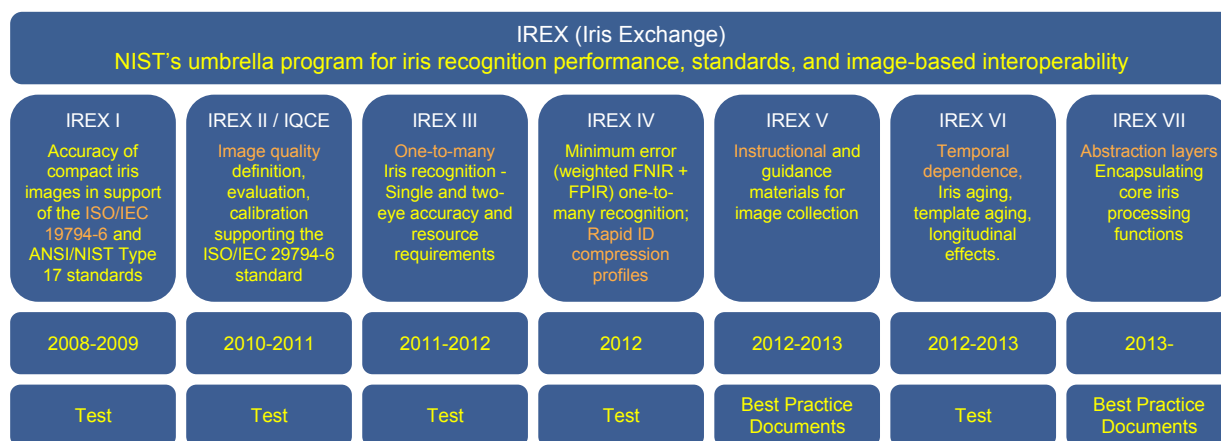 IREX (Iris Exchange)
NIST's umbrella program for iris recognition performance, standards, and image-based interoperability
IREX I
Accuracy of
compact iris
images in support
of the ISO/IEC
19794-6 and
ANSI/NIST Type
17 standards
IREX II / IQCE
Image quality
definition,
evaluation,
calibration
supporting the
ISO/IEC 29794-6
standard
IREX III
One-to-many
Iris recognition -
Single and two-
eye accuracy and
resource
requirements
IREX IV
Minimum error
(weighted FNIR +
FPIR) one-to-
many recognition;
Rapid ID
compression
profiles
IREX V
Instructional and
guidance
materials for
image collection
IREX VI
Temporal
dependence,
Iris aging,
template aging,
longitudinal
effects.
IREX VII
Abstraction layers
Encapsulating
core iris
processing
functions
2008-2009
2010-2011
2011-2012
2012
2012-2013
2012-2013
2013-
Test
Test
Test
Test
Best Practice
Documents
Test
Best Practice
Documents